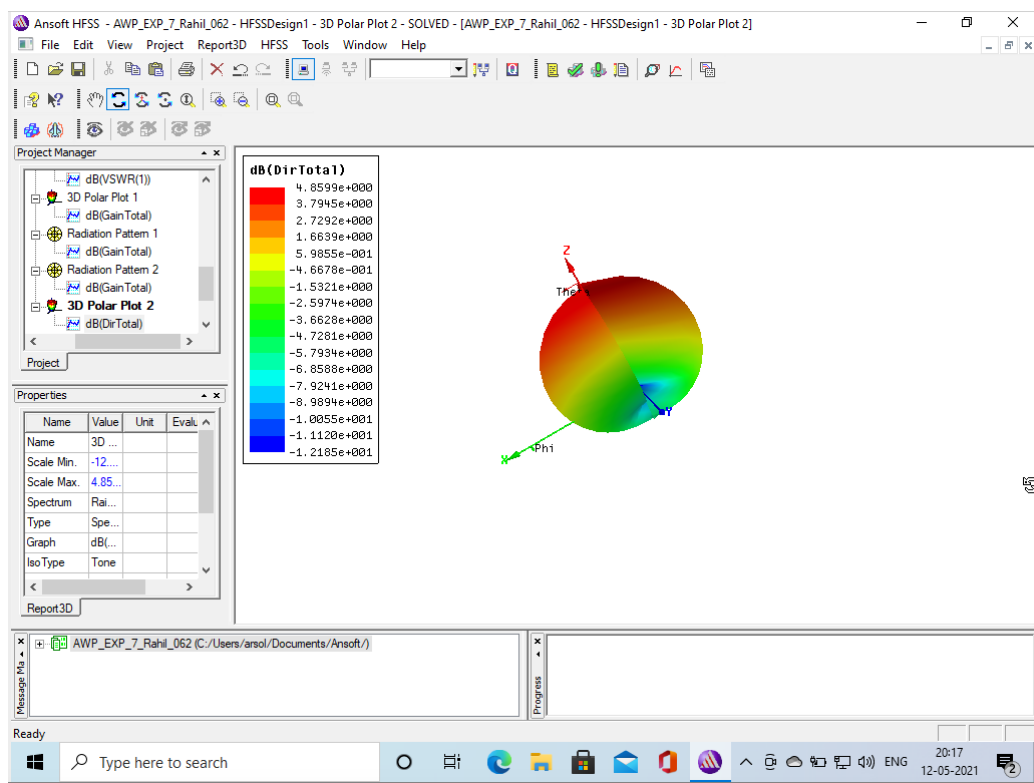 Ansoft HFSS - AWP_EXP_7_Rahil_062 - HFSSDesign1 - 3D Polar Plot 2 - SOLVED - [AWP_EXP_7_Rahil_062 - HFSSDesign1 - 3D Polar Plot 2]
File Edit View Project Report3D HFSS Tools Window Help
Project Manager
dB(VSWR(1))
3D Polar Plot 1
dB(GainTotal)
Radiation Pattern 1
dB(GainTotal)
Radiation Pattern 2
dB(GainTotal)
3D Polar Plot 2
dB(DirTotal)
Project
Properties
Name Value Unit
Name 3D ...
Scale Min. -12....
Scale Max. 4.85...
Spectrum Rai...
Type Spe...
Graph dB(...
IsoType Tone
Report3D
dB(DirTotal)
4.8599e+000
3.7945e+000
2.7292e+000
1.6639e+000
5.9855e-001
-4.6678e-001
-1.5321e+000
-2.5974e+000
-3.6628e+000
-4.7281e+000
-5.7934e+000
-6.8588e+000
-7.9241e+000
-8.9894e+000
-1.0055e+001
-1.1120e+001
-1.2185e+001
Z
The
Y
Phi
X
Message Ma
AWP_EXP_7_Rahil_062 (C:/Users/arsol/Documents/Ansoft/)
Progress
Ready
Type here to search
ENG
20:17
12-05-2021
2